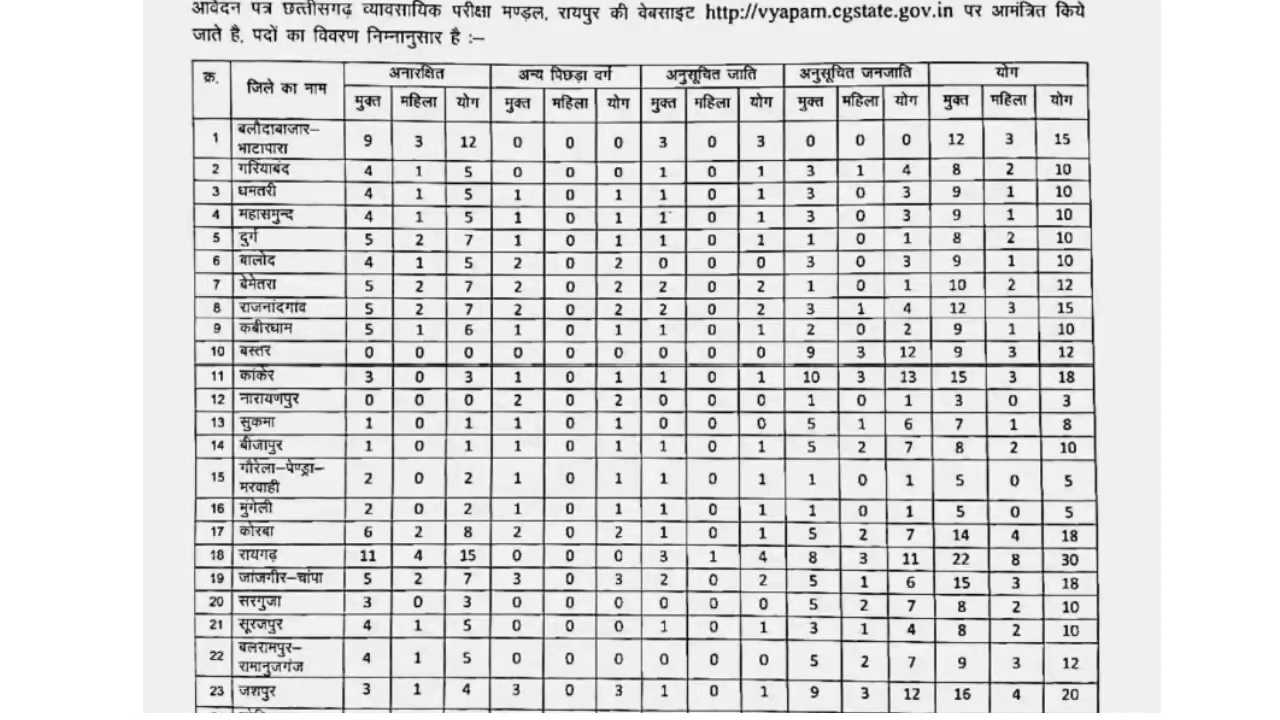 आवेदन पत्र छत्तीसगढ़ व्यावसायिक परीक्षा मण्डल, रायपुर की वेबसाइट http://vyapam.cgstate.gov.in पर आमंत्रित किये
जाते है, पदों का विवरण निम्नानुसार है :–
क्र. जिले का नाम अनारक्षित अन्य पिछड़ा वर्ग अनुसूचित जाति अनुसूचित जनजाति योग
मुक्त महिला योग मुक्त महिला योग मुक्त महिला योग मुक्त महिला योग मुक्त महिला योग
1 बलौदाबाजार–
भाटापारा 9 3 12 0 0 0 3 0 3 0 0 0 12 3 15
2 गरियाबंद 4 1 5 0 0 0 1 0 1 3 1 4 8 2 10
3 धमतरी 4 1 5 1 0 1 1 0 1 3 0 3 9 1 10
4 महासमुन्द 4 1 5 1 0 1 1 0 1 3 0 3 9 1 10
5 दुर्ग 5 2 7 1 0 1 1 0 1 1 0 1 8 2 10
6 बालोद 4 1 5 2 0 2 0 0 0 3 0 3 9 1 10
7 बेमेतरा 5 2 7 2 0 2 2 0 2 1 0 1 10 2 12
8 राजनांदगांव 5 2 7 2 0 2 2 0 2 3 1 4 12 3 15
9 कबीरधाम 5 1 6 1 0 1 1 0 1 2 0 2 9 1 10
10 बस्तर 0 0 0 0 0 0 0 0 0 9 3 12 9 3 12
11 कांकेर 3 0 3 1 0 1 1 0 1 10 3 13 15 3 18
12 नारायणपुर 0 0 0 2 0 2 0 0 0 1 0 1 3 0 3
13 सुकमा 1 0 1 1 0 1 0 0 0 5 1 6 7 1 8
14 बीजापुर 1 0 1 1 0 1 1 0 1 5 2 7 8 2 10
15 गौरेला–पेण्ड्रा–
मरवाही 2 0 2 1 0 1 1 0 1 1 0 1 5 0 5
16 मुंगेली 2 0 2 1 0 1 1 0 1 1 0 1 5 0 5
17 कोरबा 6 2 8 2 0 2 1 0 1 5 2 7 14 4 18
18 रायगढ़ 11 4 15 0 0 0 3 1 4 8 3 11 22 8 30
19 जांजगीर–चांपा 5 2 7 3 0 3 2 0 2 5 1 6 15 3 18
20 सरगुजा 3 0 3 0 0 0 0 0 0 5 2 7 8 2 10
21 सूरजपुर 4 1 5 0 0 0 1 0 1 3 1 4 8 2 10
22 बलरामपुर–
रामानुजगंज 4 1 5 0 0 0 0 0 0 5 2 7 9 3 12
23 जशपुर 3 1 4 3 0 3 1 0 1 9 3 12 16 4 20